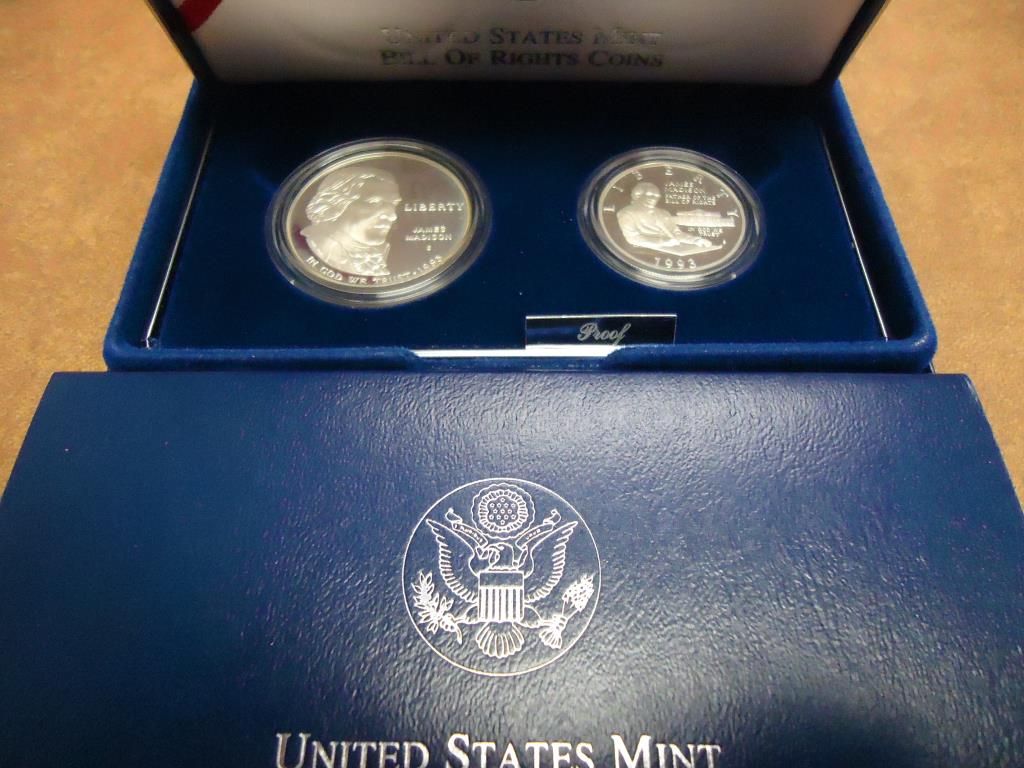 UNITED STATES MINT
BILL OF RIGHTS COINS
LIBERTY
JAMES
MADISON
S
IN GOD WE TRUST • 1993
LIBERTY
JAMES
MADISON
FATHER OF THE
BILL OF RIGHTS
IN GOD WE
TRUST
1993
Proof
UNITED STATES MINT